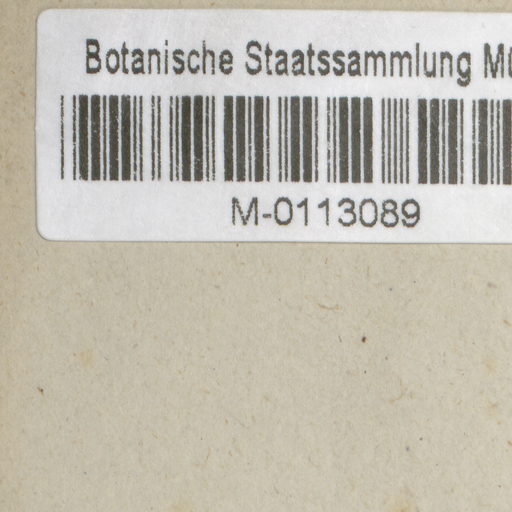 Botanische Staatssammlung
M-0113089